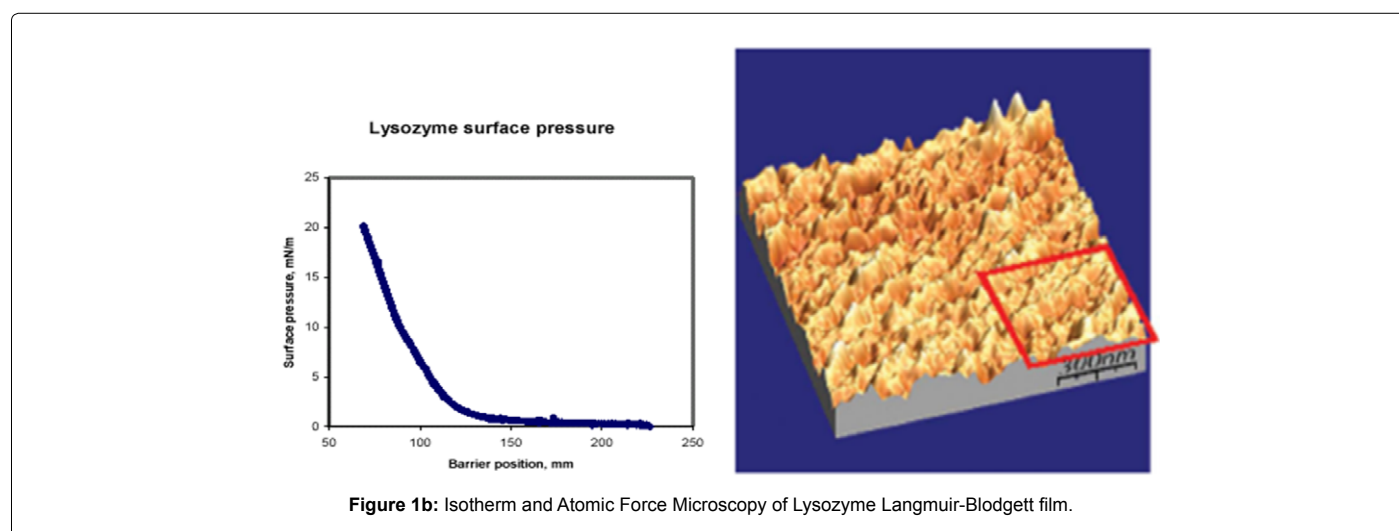 Lysozyme surface pressure
Surface pressure, mN/m
25
20
15
10
5
0
50 100 150 200 250
Barrier position, mm
300nm
Figure 1b: Isotherm and Atomic Force Microscopy of Lysozyme Langmuir-Blodgett film.